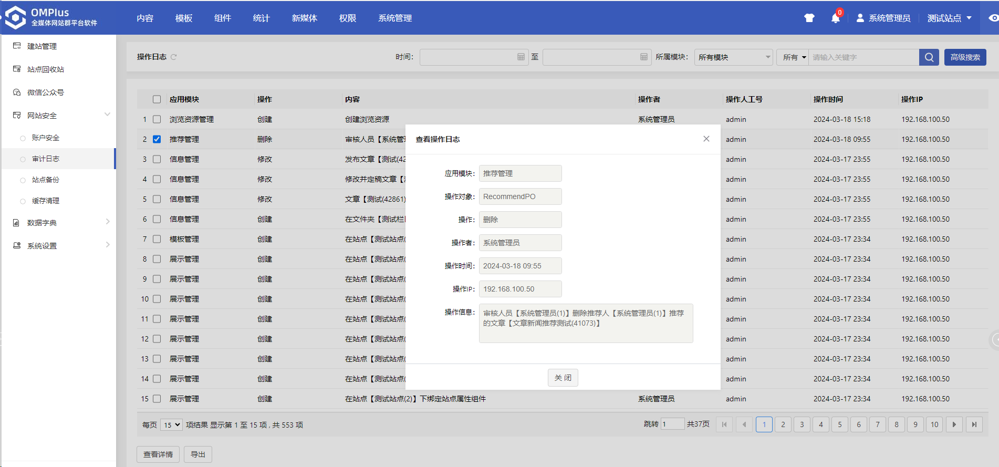 OMPlus
全媒体网站群平台软件
内容 模板 组件 统计 新媒体 权限 系统管理
0
系统管理员 测试站点
建站管理
站点回收站
微信公众号
网站安全
账户安全
审计日志
站点备份
缓存清理
数据字典
系统设置
操作日志 时间: 至 所属模块: 所有模块 所有 请输入关键字 高级搜索
应用模块 操作 内容 操作者 操作人工号 操作时间 操作IP
1 浏览资源管理 创建 创建浏览资源 系统管理员 admin 2024-03-18 15:18 192.168.100.50
2 推荐管理 删除 审核人员【系统管 admin 2024-03-18 09:55 192.168.100.50
3 信息管理 修改 发布文章【测试(42 admin 2024-03-17 23:55 192.168.100.50
4 信息管理 修改 修改并定稿文章【 admin 2024-03-17 23:55 192.168.100.50
5 信息管理 修改 文章【测试(42861) admin 2024-03-17 23:55 192.168.100.50
6 信息管理 创建 在文件夹【测试栏 admin 2024-03-17 23:55 192.168.100.50
7 模板管理 创建 在站点【测试站点( admin 2024-03-17 23:34 192.168.100.50
8 展示管理 创建 在站点【测试站点( admin 2024-03-17 23:34 192.168.100.50
9 展示管理 创建 在站点【测试站点( admin 2024-03-17 23:34 192.168.100.50
10 展示管理 创建 在站点【测试站点( admin 2024-03-17 23:34 192.168.100.50
11 展示管理 创建 在站点【测试站点( admin 2024-03-17 23:34 192.168.100.50
12 展示管理 创建 在站点【测试站点( admin 2024-03-17 23:34 192.168.100.50
13 展示管理 创建 在站点【测试站点( admin 2024-03-17 23:34 192.168.100.50
14 展示管理 创建 在站点【测试站点( admin 2024-03-17 23:34 192.168.100.50
15 展示管理 创建 在站点【测试站点(2)】下绑定站点属性组件 系统管理员 admin 2024-03-17 23:34 192.168.100.50
查看操作日志
应用模块: 推荐管理
操作对象: RecommendPO
操作: 删除
操作者: 系统管理员
操作时间: 2024-03-18 09:55
操作IP: 192.168.100.50
操作信息: 审核人员【系统管理员(1)】删除推荐人【系统管理员(1)】推荐
的文章【文章新闻推荐测试(41073)】
关 闭
每页 15 项结果 显示第 1 至 15 项 , 共 553 项 跳转 1 共37页 1 2 3 4 5 6 7 8 9 10
查看详情 导出